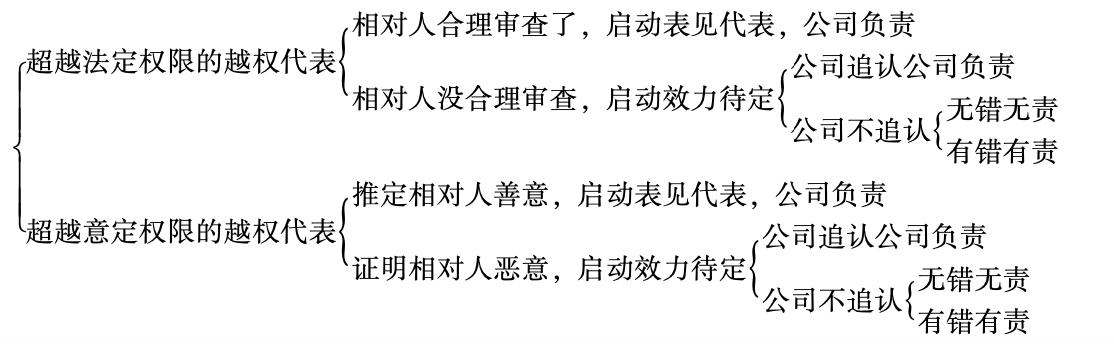 超越法定权限的越权代表
相对人合理审查了，启动表见代表，公司负责
相对人没合理审查，启动效力待定
公司追认公司负责
公司不追认
无错无责
有错有责
超越意定权限的越权代表
推定相对人善意，启动表见代表，公司负责
证明相对人恶意，启动效力待定
公司追认公司负责
公司不追认
无错无责
有错有责